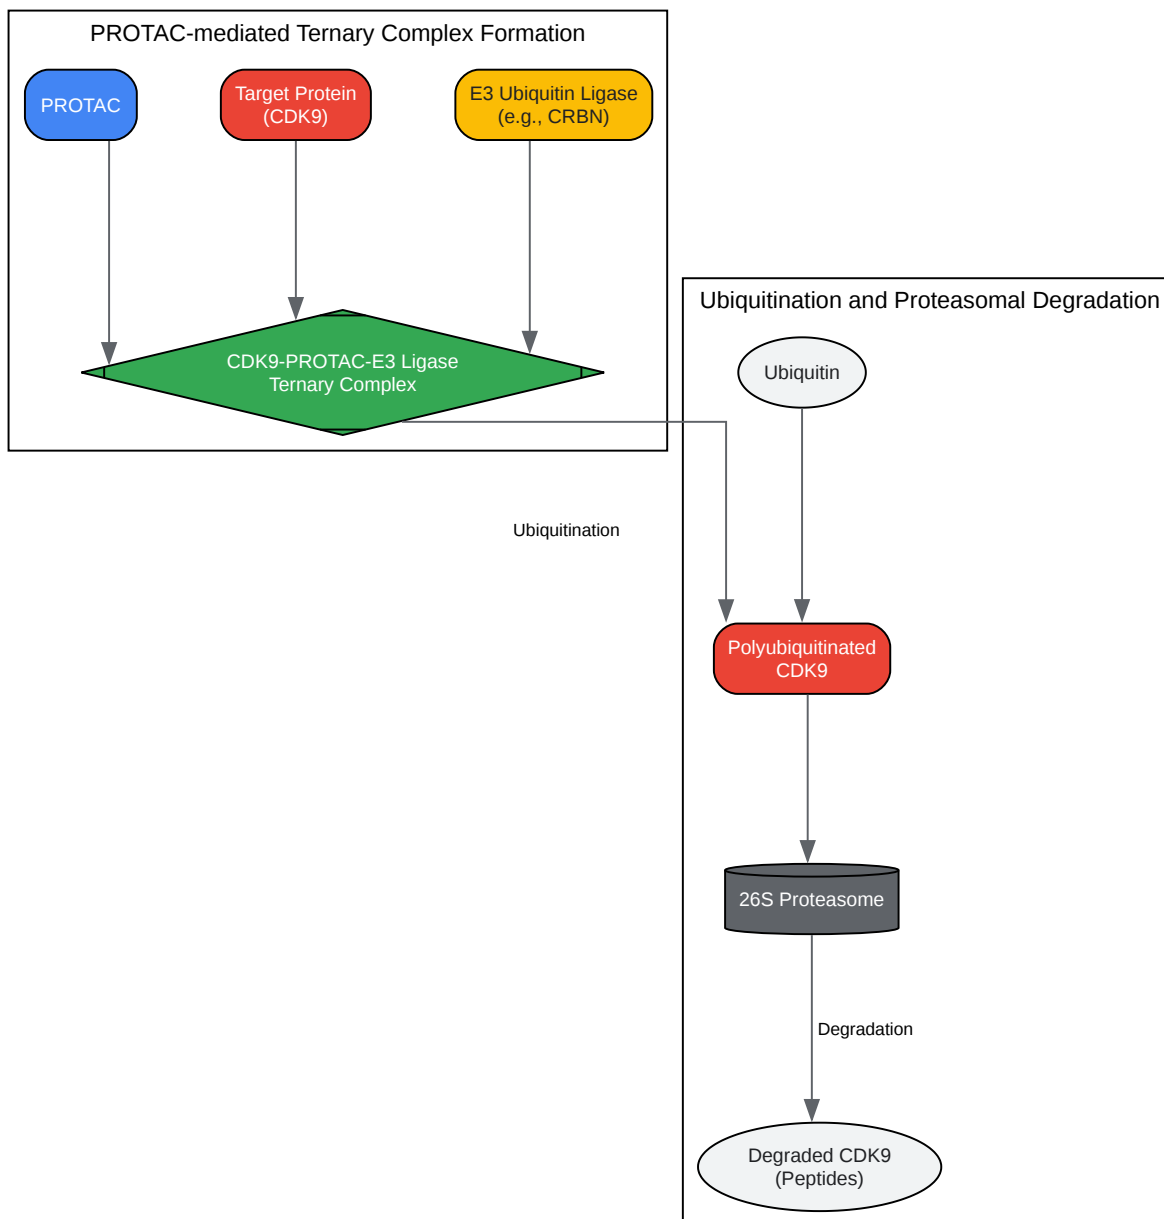 PROTAC-mediated Ternary Complex Formation
PROTAC
Target Protein
(CDK9)
E3 Ubiquitin Ligase
(e.g., CRBN)
CDK9-PROTAC-E3 Ligase
Ternary Complex
Ubiquitination
Ubiquitination and Proteasomal Degradation
Ubiquitin
Polyubiquitinated
CDK9
26S Proteasome
Degradation
Degraded CDK9
(Peptides)